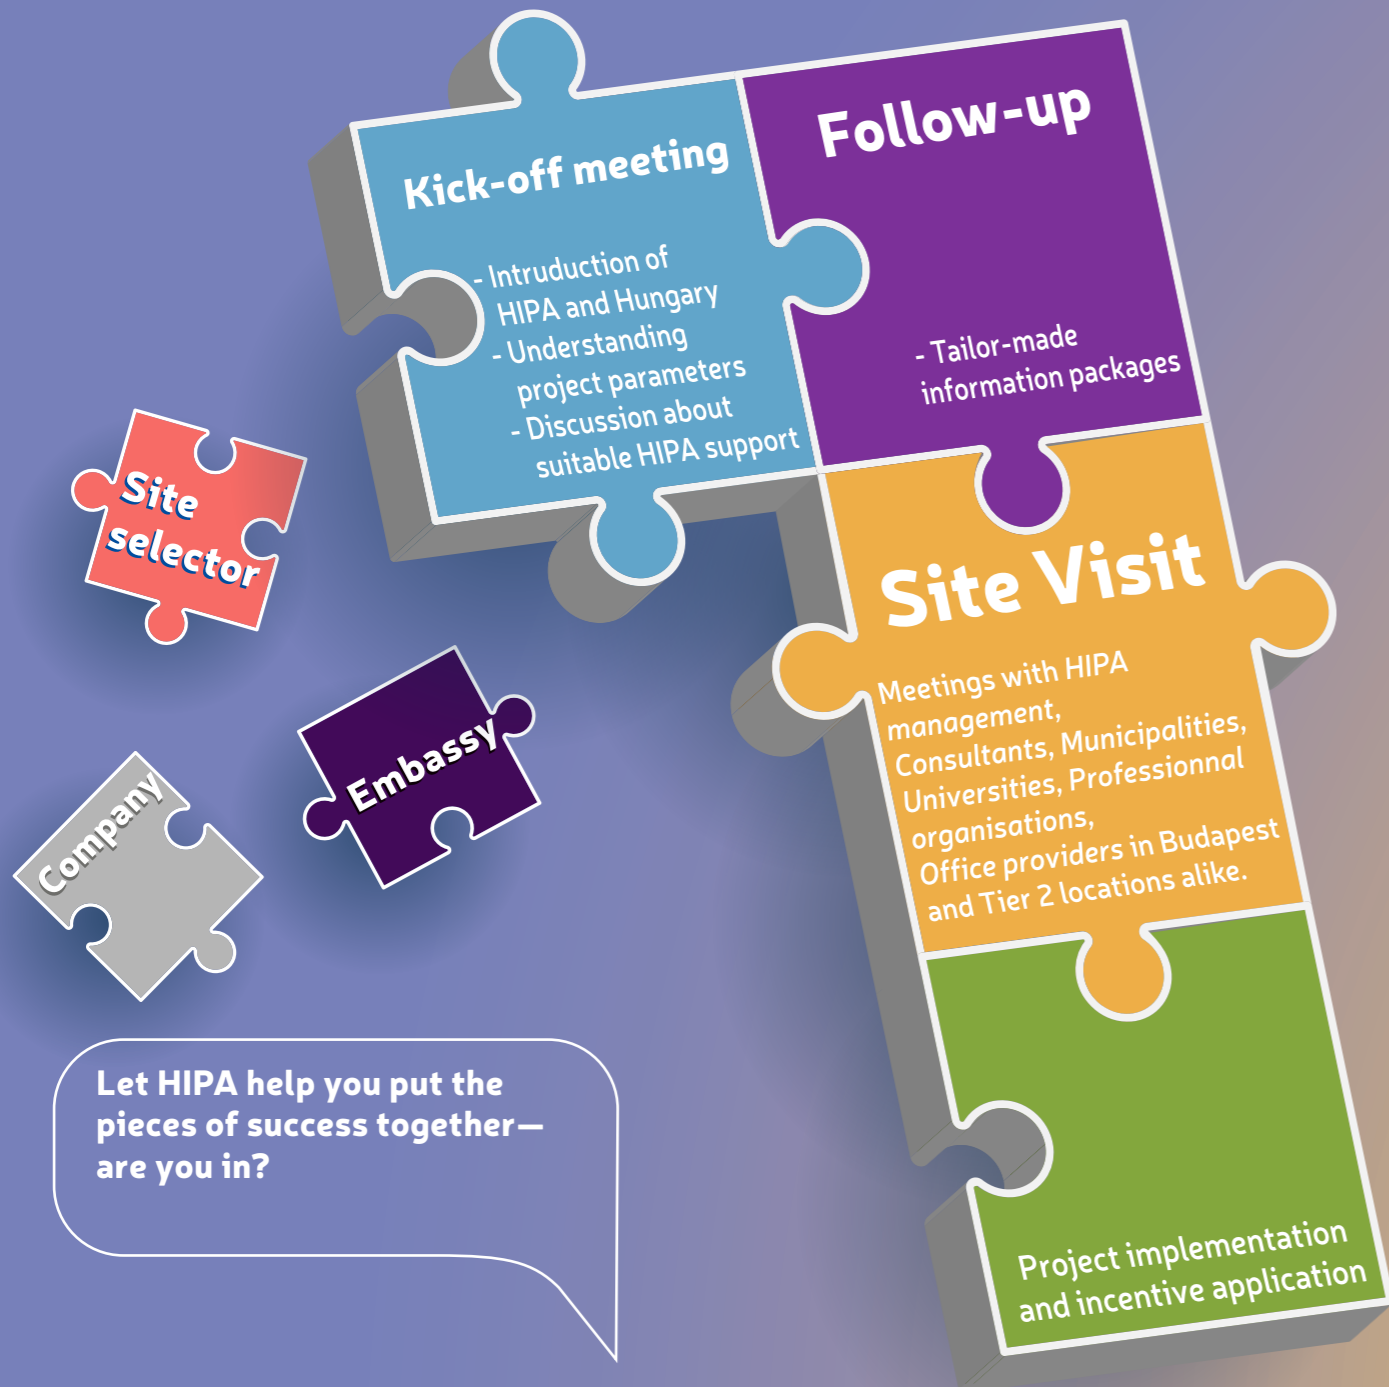 Kick-off meeting
- Intruduction of
HIPA and Hungary
- Understanding
project parameters
- Discussion about
suitable HIPA support
Follow-up
- Tailor-made
information packages
Site
selector
Embassy
Company
Site Visit
Meetings with HIPA
management,
Consultants, Municipalities,
Universities, Professionnal
organisations,
Office providers in Budapest
and Tier 2 locations alike.
Let HIPA help you put the
pieces of success together—
are you in?
Project implementation
and incentive application